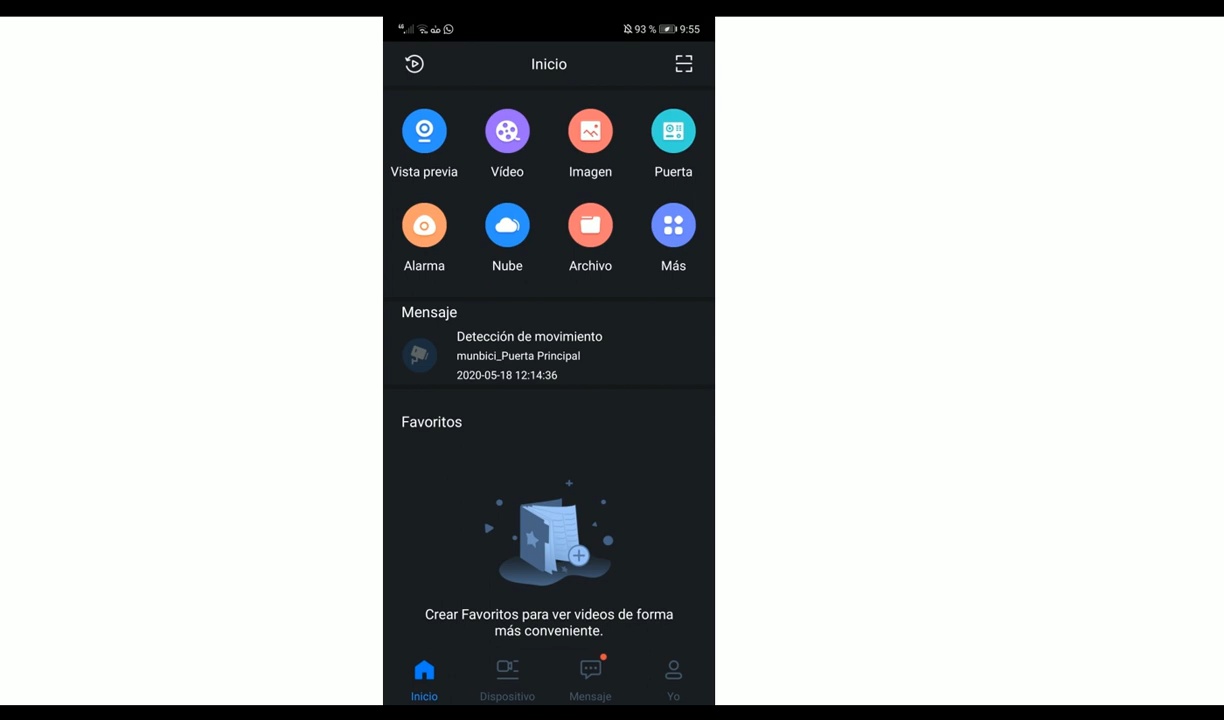 93 % 9:55
Inicio
Vista previa Vídeo Imagen Puerta
Alarma Nube Archivo Más
Mensaje
Detección de movimiento
munbici_Puerta Principal
2020-05-18 12:14:36
Favoritos
Crear Favoritos para ver videos de forma
más conveniente.
Inicio Dispositivo Mensaje Yo